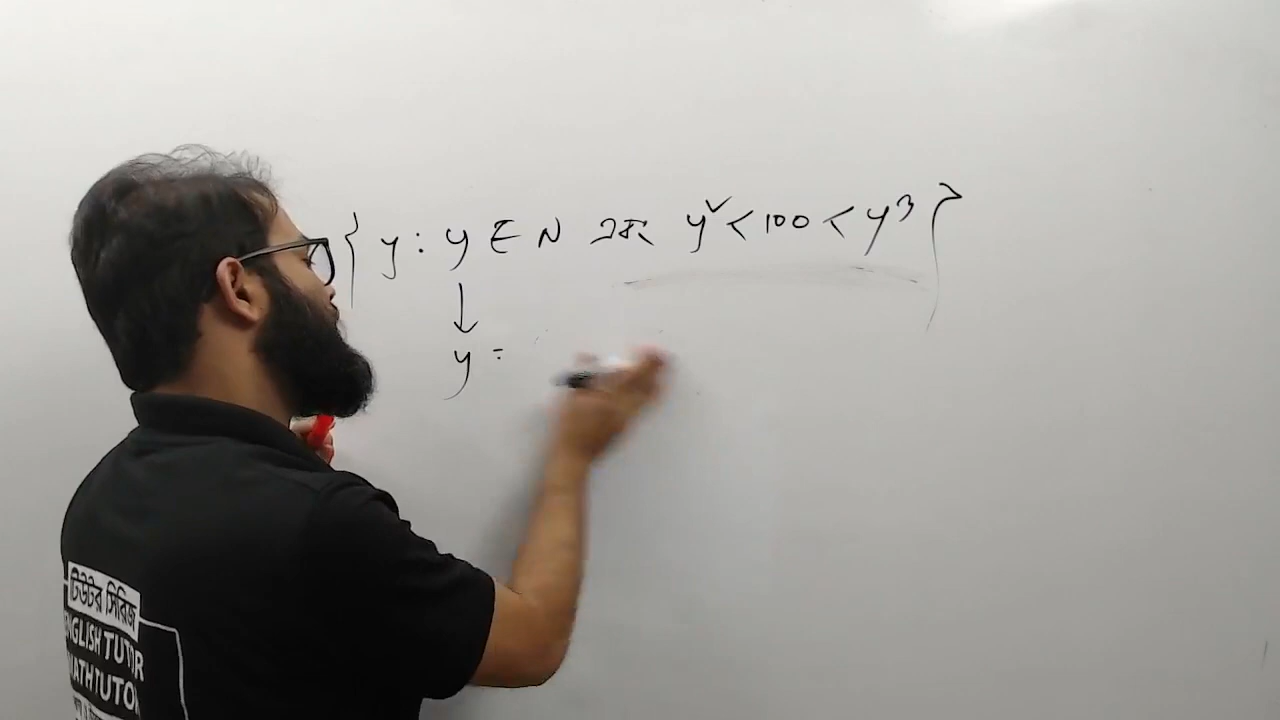 { y : y ∈ N এবং y² < 100 < y³ }
↓
y =
টিউটর সিরিজ
ENGLISH TUTOR
MATH TUTOR